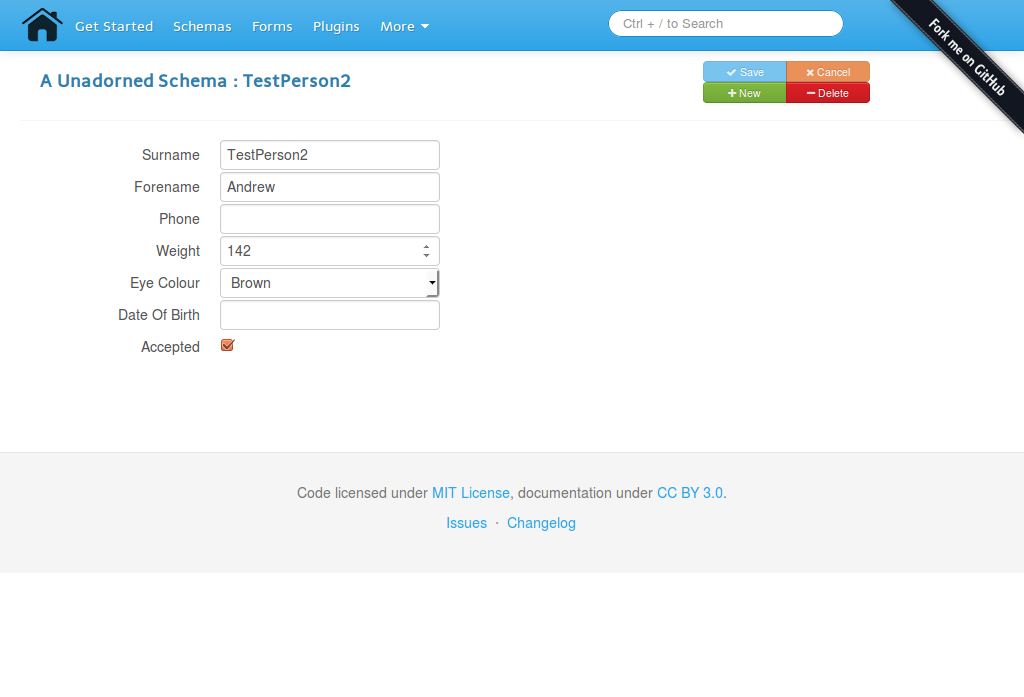 Get Started Schemas Forms Plugins More
Ctrl + / to Search
Fork me on GitHub
A Unadorned Schema : TestPerson2
Save Cancel
New Delete
Surname TestPerson2
Forename Andrew
Phone
Weight 142
Eye Colour Brown
Date Of Birth
Accepted
Code licensed under MIT License, documentation under CC BY 3.0.
Issues · Changelog